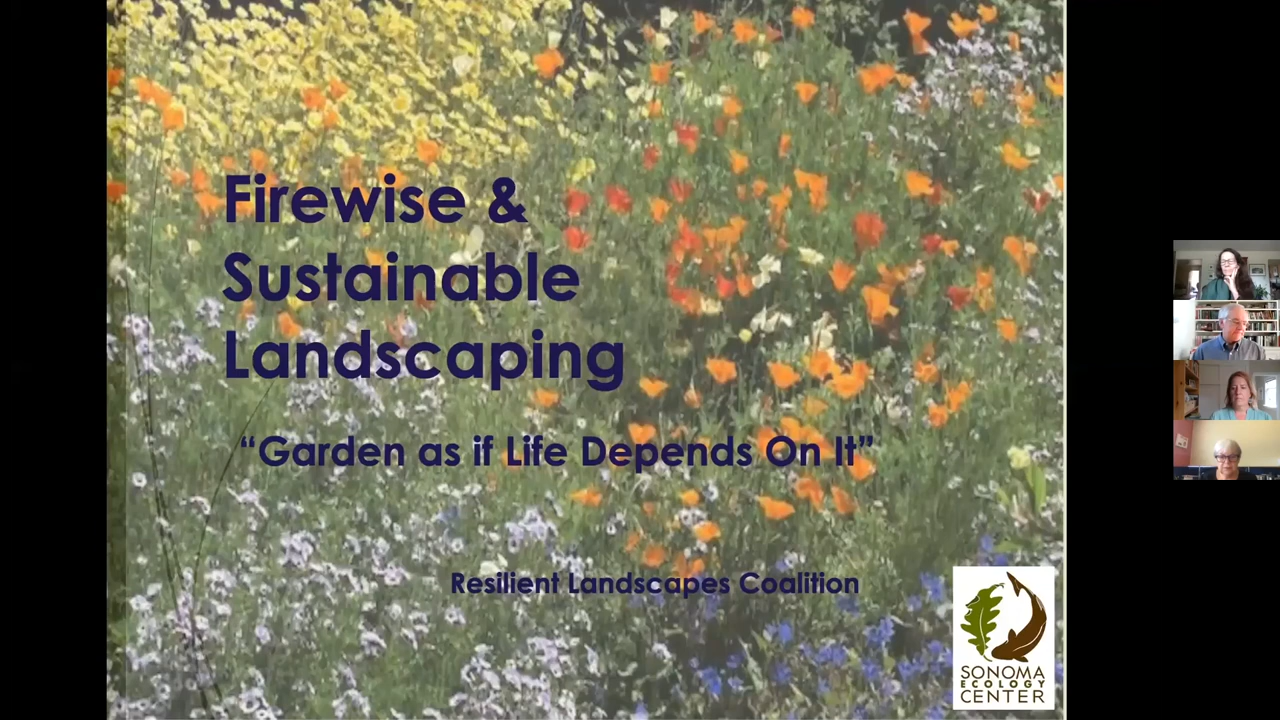 Firewise &
Sustainable
Landscaping
“Garden as if Life Depends On It”
Resilient Landscapes Coalition
SONOMA
ECOLOGY
CENTER